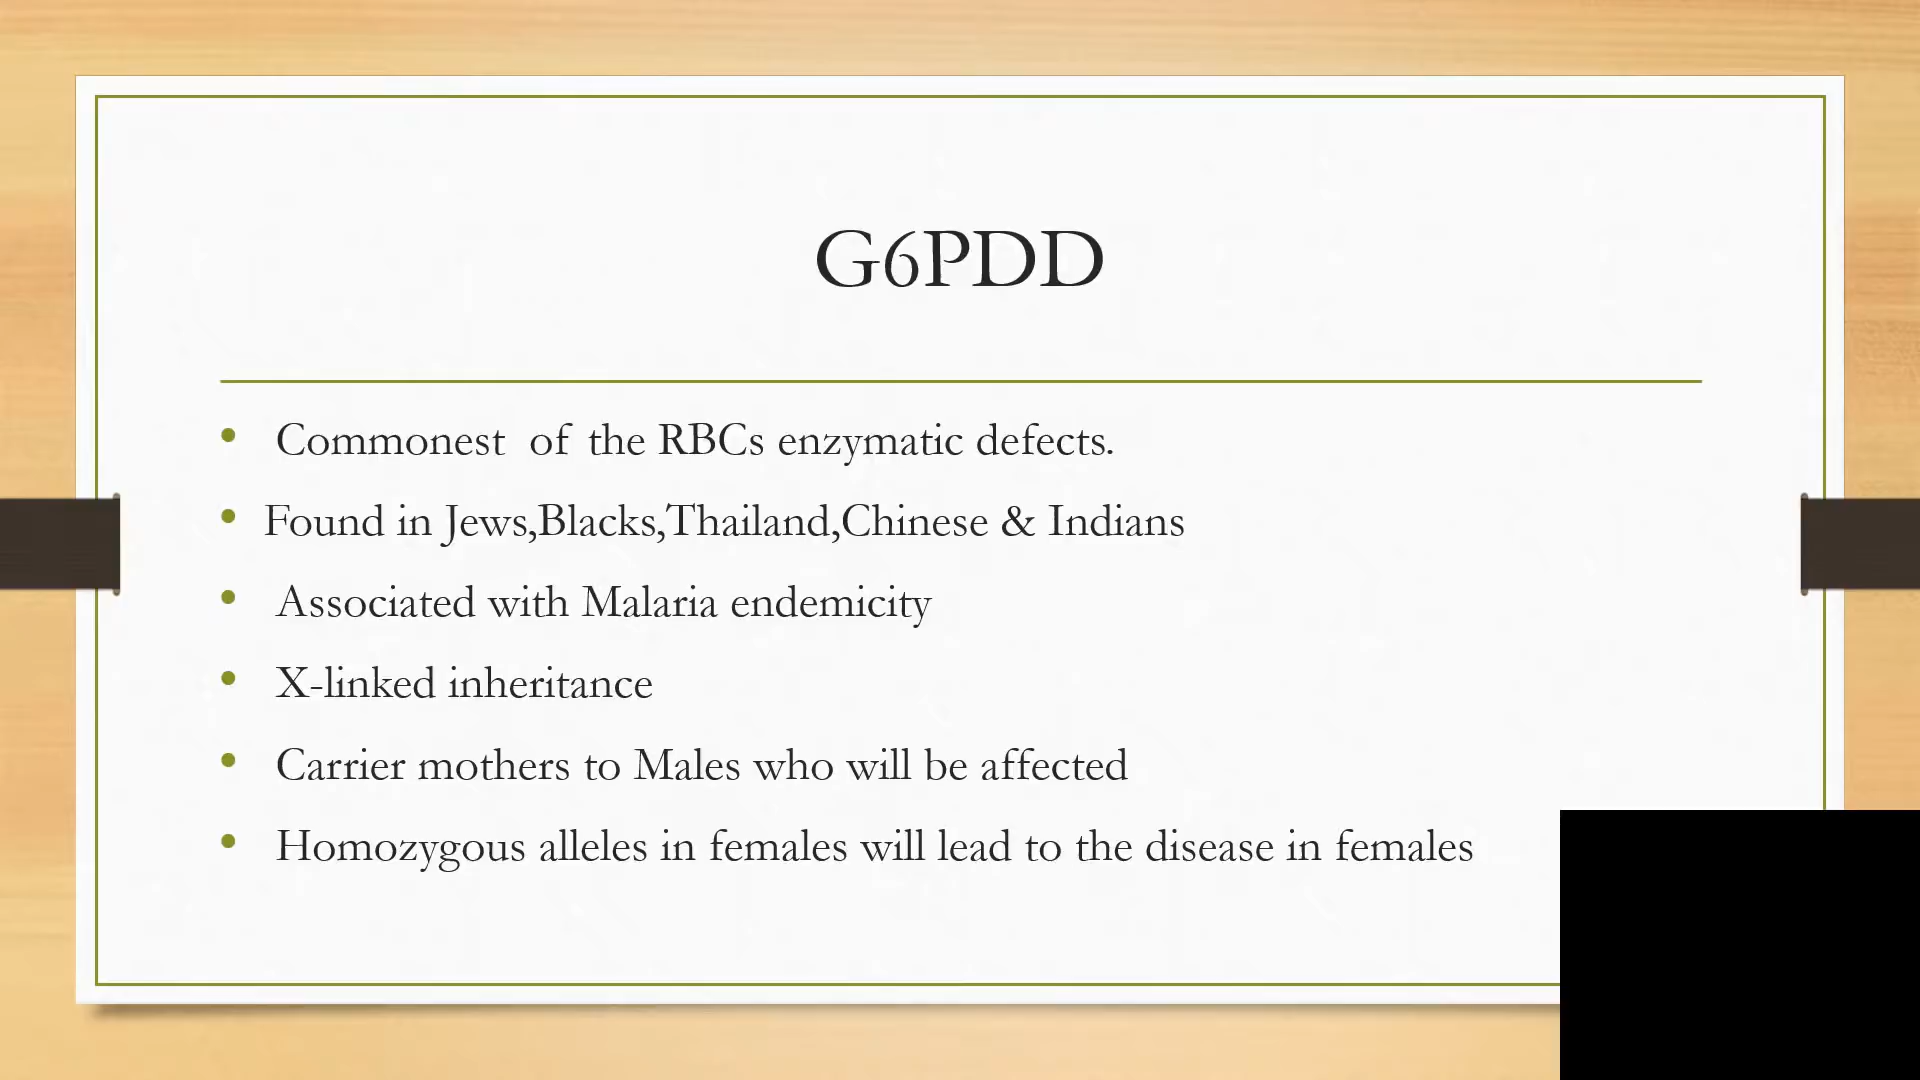 G6PDD
• Commonest of the RBCs enzymatic defects.
• Found in Jews,Blacks,Thailand,Chinese & Indians
• Associated with Malaria endemicity
• X-linked inheritance
• Carrier mothers to Males who will be affected
• Homozygous alleles in females will lead to the disease in females